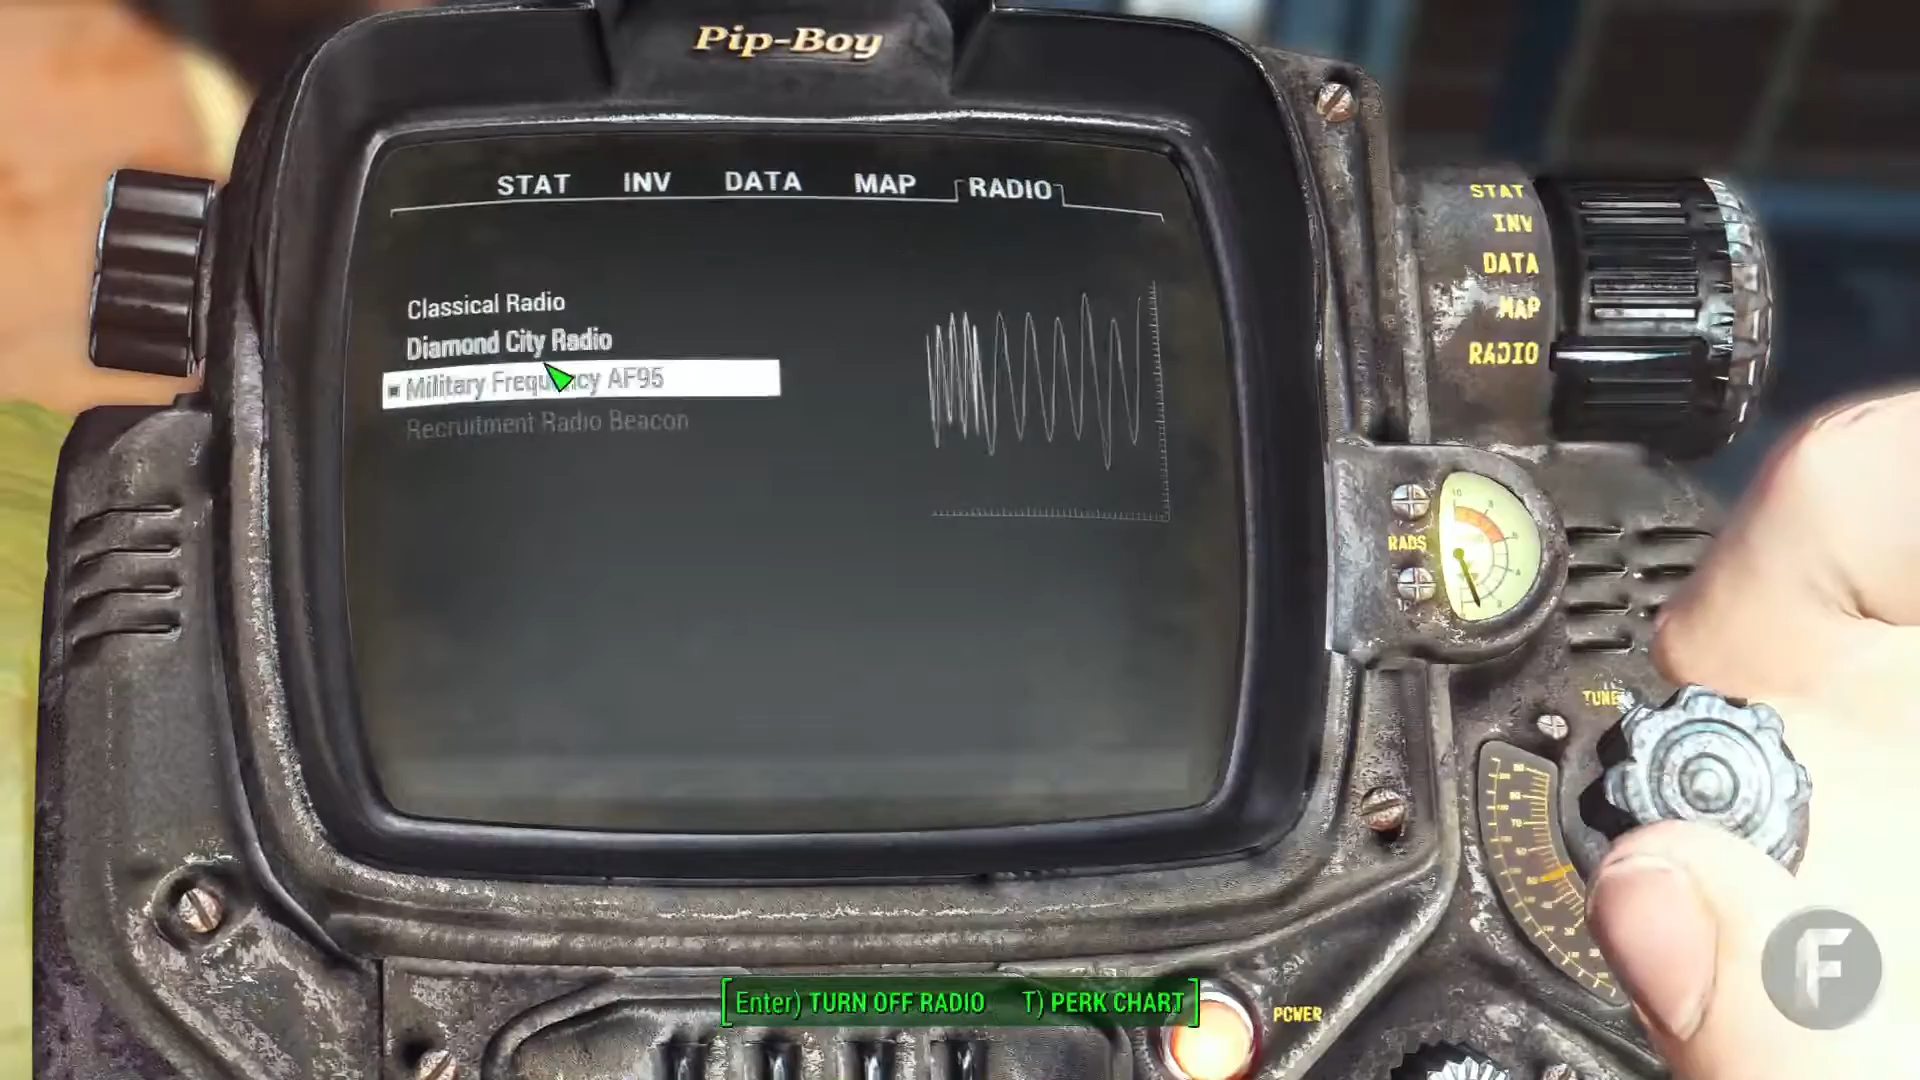 Pip-Boy
STAT INV DATA MAP RADIO
Classical Radio
Diamond City Radio
Military Frequency AF95
Recruitment Radio Beacon
STAT
INV
DATA
MAP
RADIO
RADS
TUNE
Enter) TURN OFF RADIO T) PERK CHART
POWER
F